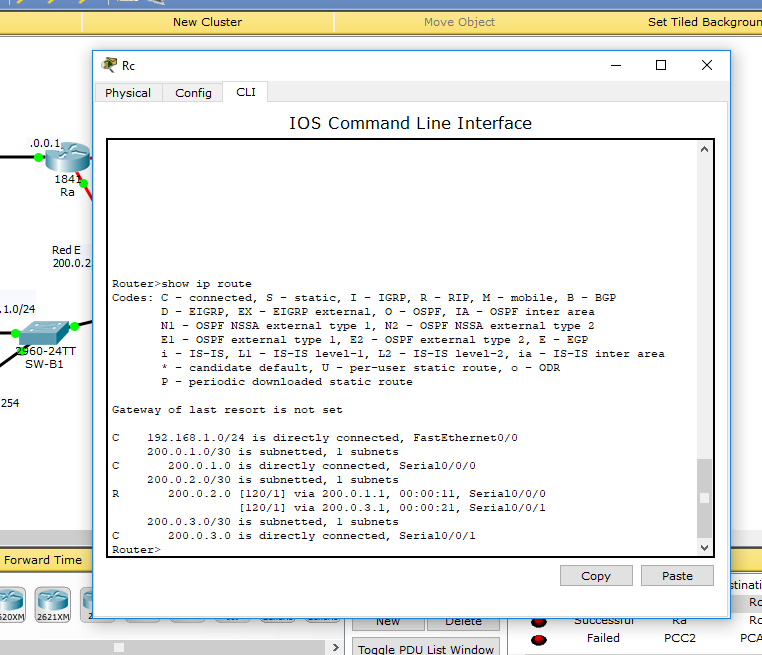 New Cluster
Move Object
Set Tiled Backgroun
Rc
Physical
Config
CLI
IOS Command Line Interface
.0.0.1
1841
Ra
Red E
200.0.2
.1.0/24
2960-24TT
SW-B1
254
Router>show ip route
Codes: C - connected, S - static, I - IGRP, R - RIP, M - mobile, B - BGP
D - EIGRP, EX - EIGRP external, O - OSPF, IA - OSPF inter area
N1 - OSPF NSSA external type 1, N2 - OSPF NSSA external type 2
E1 - OSPF external type 1, E2 - OSPF external type 2, E - EGP
i - IS-IS, L1 - IS-IS level-1, L2 - IS-IS level-2, ia - IS-IS inter area
* - candidate default, U - per-user static route, o - ODR
P - periodic downloaded static route
Gateway of last resort is not set
C 192.168.1.0/24 is directly connected, FastEthernet0/0
200.0.1.0/30 is subnetted, 1 subnets
C 200.0.1.0 is directly connected, Serial0/0/0
200.0.2.0/30 is subnetted, 1 subnets
R 200.0.2.0 [120/1] via 200.0.1.1, 00:00:11, Serial0/0/0
[120/1] via 200.0.3.1, 00:00:21, Serial0/0/1
200.0.3.0/30 is subnetted, 1 subnets
C 200.0.3.0 is directly connected, Serial0/0/1
Router>
Copy
Paste
Forward Time
620XM
2621XM
2
New
Delete
Toggle PDU List Window
stinati
Rc
Successful Ra Rc
Failed PCC2 PCA